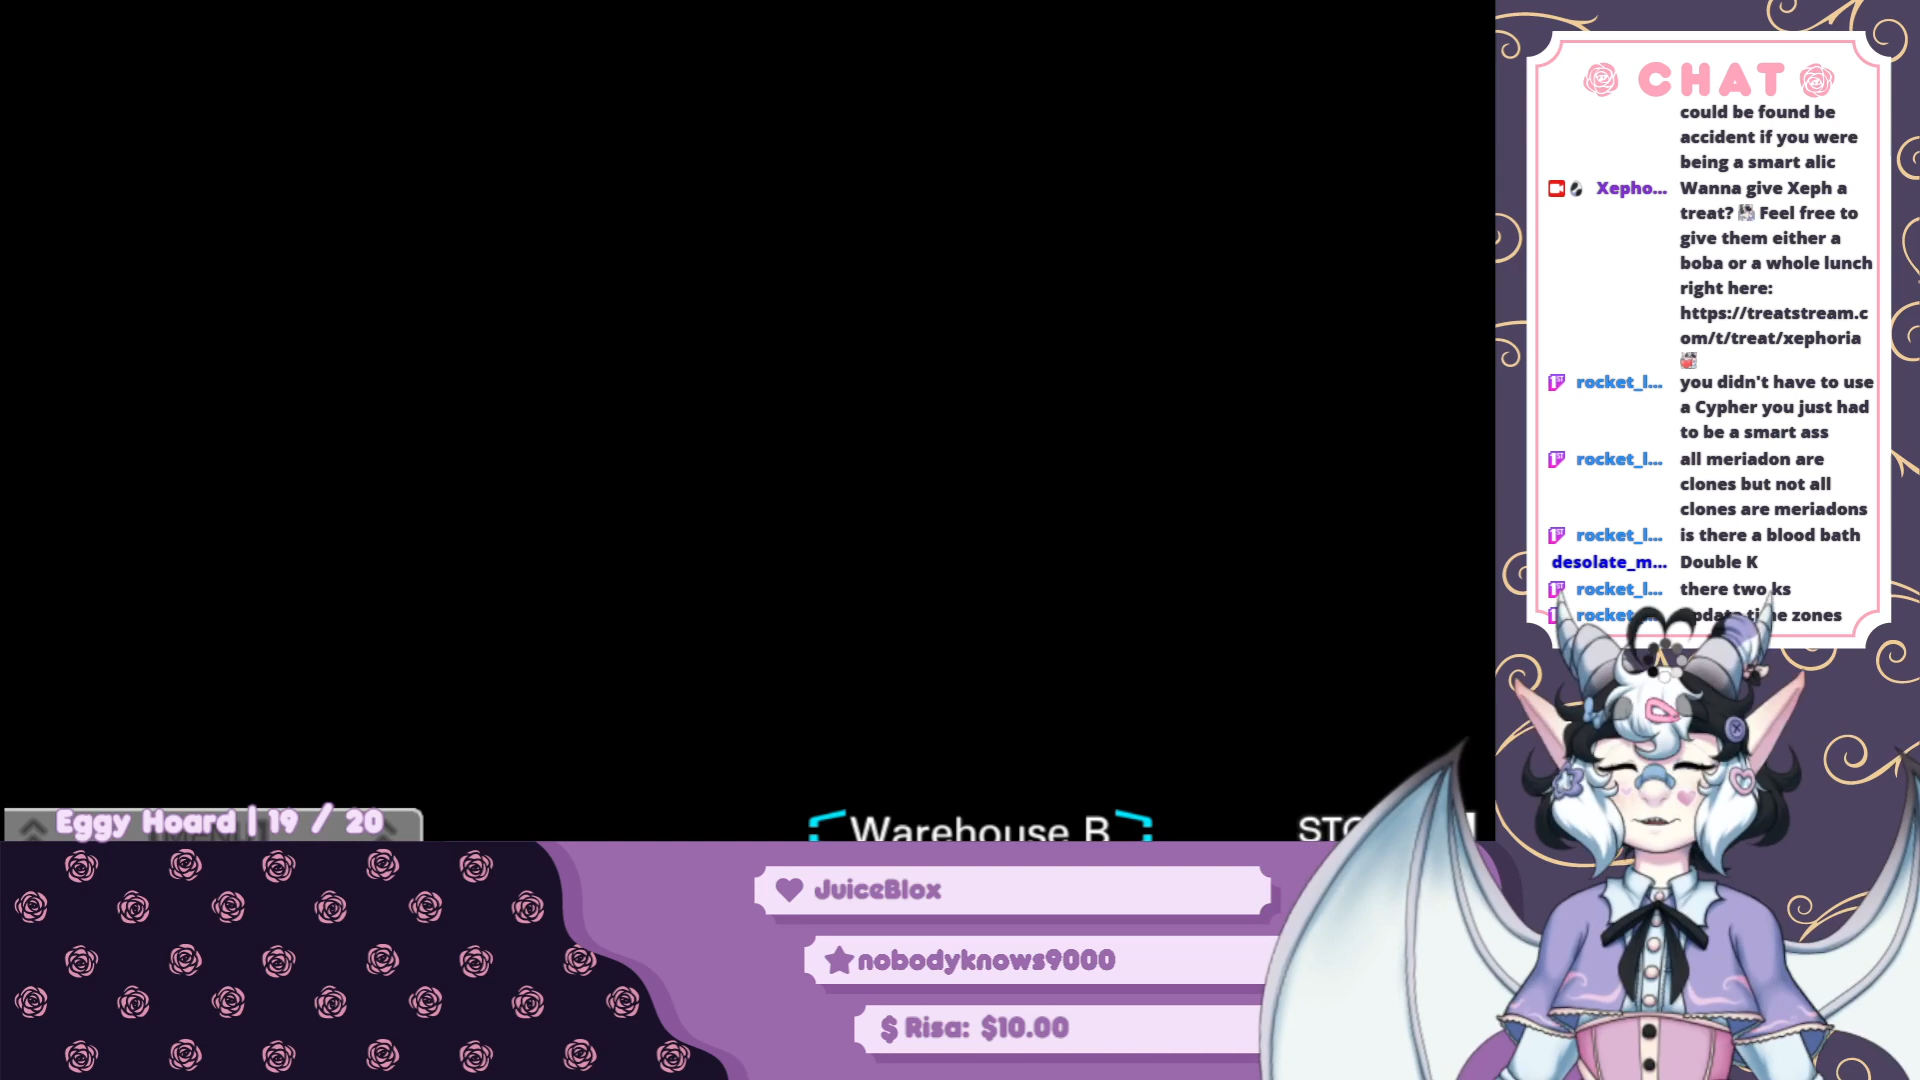 CHAT
could be found be
accident if you were
being a smart alic
Xepho... Wanna give Xeph a
treat? Feel free to
give them either a
boba or a whole lunch
right here:
https://treatstream.c
om/t/treat/xephoria
rocket_l... you didn't have to use
a Cypher you just had
to be a smart ass
rocket_l... all meriadon are
clones but not all
clones are meriadons
rocket_l... is there a blood bath
desolate_m... Double K
rocket_l... there two ks
zones
Eggy Hoard | 19 / 20
Warehouse B
JuiceBlox
nobodyknows9000
$ Risa: $10.00